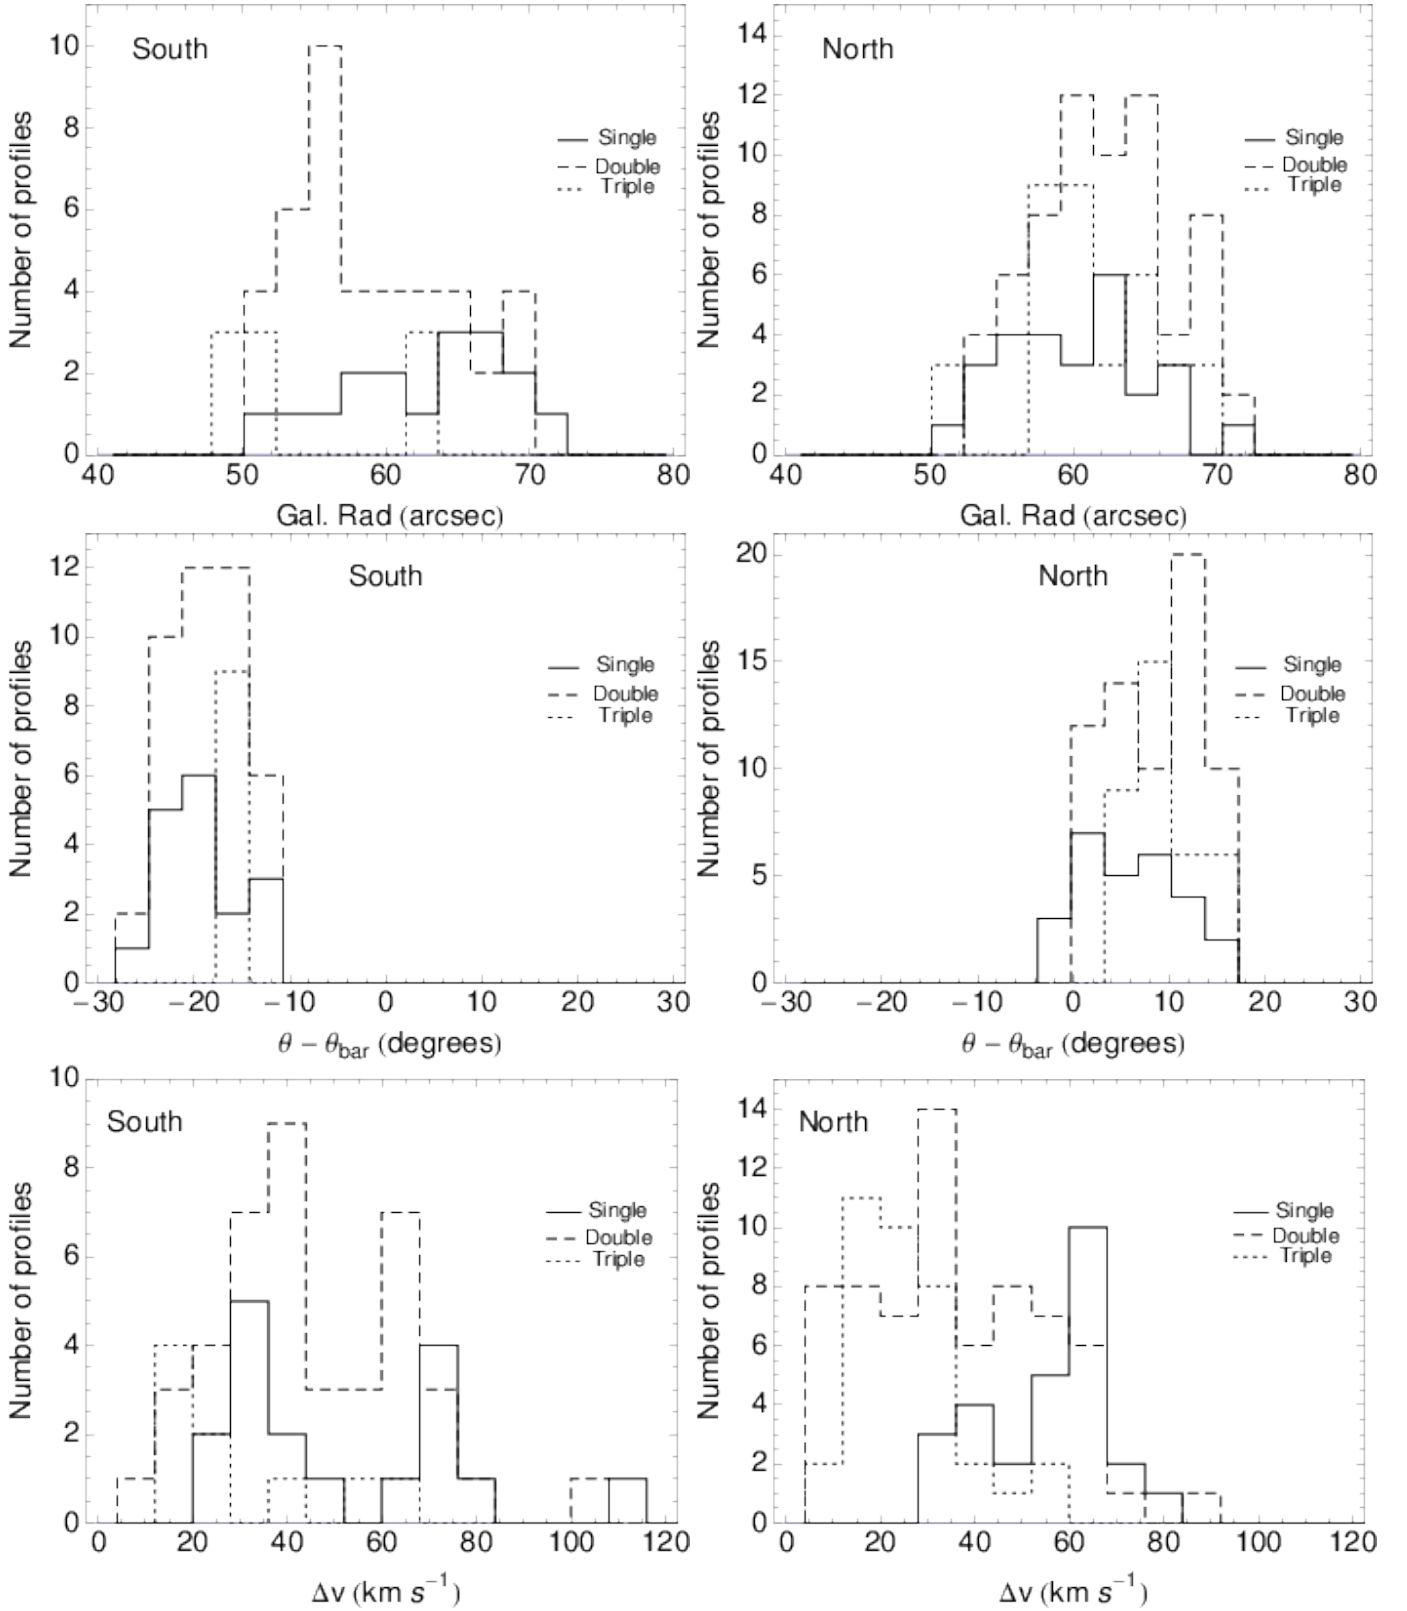 South
Number of profiles
10
8
6
4
2
0
Single
Double
Triple
40 50 60 70 80
Gal. Rad (arcsec)
North
Number of profiles
14
12
10
8
6
4
2
0
Single
Double
Triple
40 50 60 70 80
Gal. Rad (arcsec)
South
Number of profiles
12
10
8
6
4
2
0
Single
Double
Triple
−30 −20 −10 0 10 20 30
θ − θbar (degrees)
North
Number of profiles
20
15
10
5
0
Single
Double
Triple
−30 −20 −10 0 10 20 30
θ − θbar (degrees)
South
Number of profiles
10
8
6
4
2
0
Single
Double
Triple
0 20 40 60 80 100 120
Δv (km s⁻¹)
North
Number of profiles
14
12
10
8
6
4
2
0
Single
Double
Triple
0 20 40 60 80 100 120
Δv (km s⁻¹)